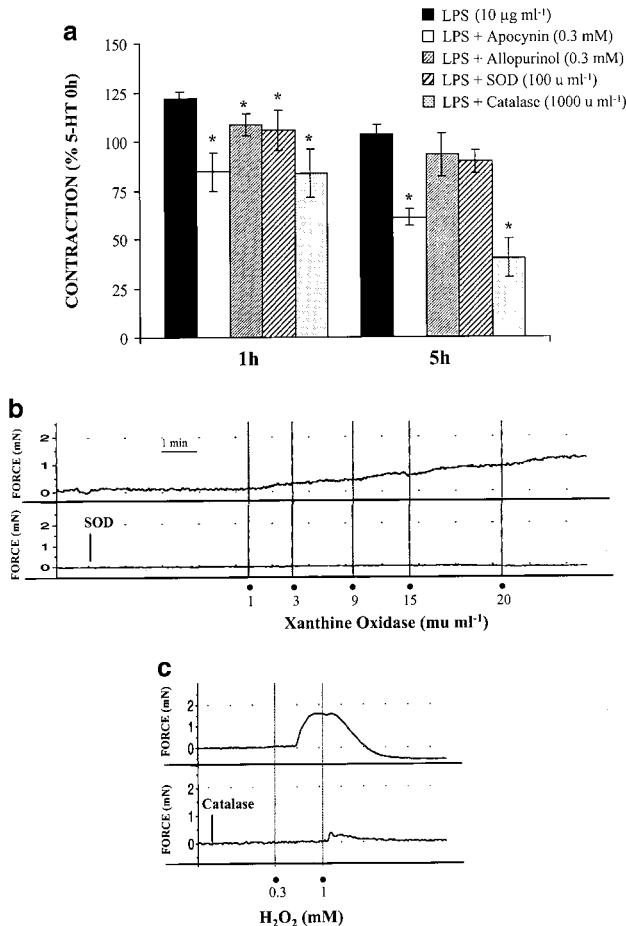 a
LPS (10 μg ml-1)
LPS + Apocynin (0.3 mM)
LPS + Allopurinol (0.3 mM)
LPS + SOD (100 u ml-1)
LPS + Catalase (1000 u ml-1)
CONTRACTION (% 5-HT 0h)
150
125
100
75
50
25
0
* * * *
* *
1h 5h
b
FORCE (mN)
2
1
0
1 min
FORCE (mN)
2
1
0
SOD
1 3 9 15 20
Xanthine Oxidase (mu ml-1)
c
FORCE (mN)
2
1
0
FORCE (mN)
2
1
0
Catalase
0.3 1
H2O2 (mM)